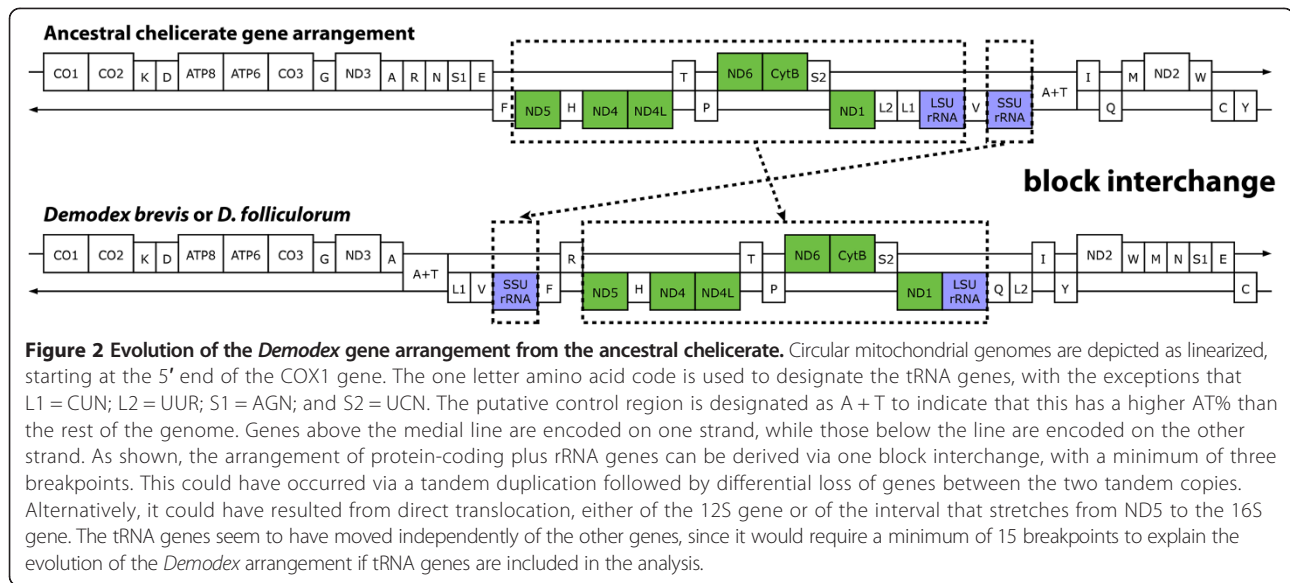 Ancestral chelicerate gene arrangement
CO1 CO2 K D ATP8 ATP6 CO3 G ND3 A R N S1 E T ND6 CytB S2 A+T I M ND2 W
F ND5 H ND4 ND4L P ND1 L2 L1 LSU rRNA V SSU rRNA Q C Y
block interchange
Demodex brevis or D. folliculorum
CO1 CO2 K D ATP8 ATP6 CO3 G ND3 A A+T R T ND6 CytB S2 I ND2 W M N S1 E
L1 V SSU rRNA F ND5 H ND4 ND4L P ND1 LSU rRNA Q L2 Y C
Figure 2 Evolution of the Demodex gene arrangement from the ancestral chelicerate. Circular mitochondrial genomes are depicted as linearized,
starting at the 5′ end of the COX1 gene. The one letter amino acid code is used to designate the tRNA genes, with the exceptions that
L1 = CUN; L2 = UUR; S1 = AGN; and S2 = UCN. The putative control region is designated as A + T to indicate that this has a higher AT% than
the rest of the genome. Genes above the medial line are encoded on one strand, while those below the line are encoded on the other
strand. As shown, the arrangement of protein-coding plus rRNA genes can be derived via one block interchange, with a minimum of three
breakpoints. This could have occurred via a tandem duplication followed by differential loss of genes between the two tandem copies.
Alternatively, it could have resulted from direct translocation, either of the 12S gene or of the interval that stretches from ND5 to the 16S
gene. The tRNA genes seem to have moved independently of the other genes, since it would require a minimum of 15 breakpoints to explain the
evolution of the Demodex arrangement if tRNA genes are included in the analysis.